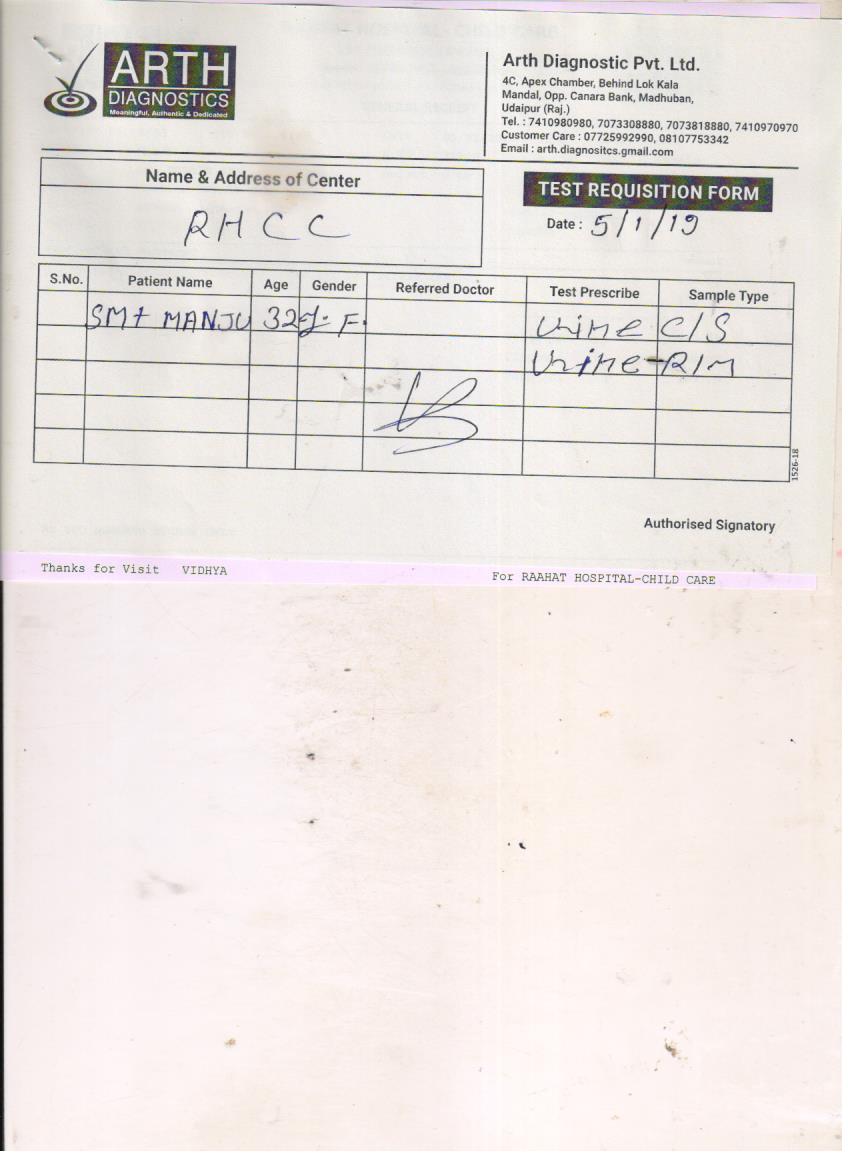 ARTH
DIAGNOSTICS
Meaningful, Authentic & Dedicated
Arth Diagnostic Pvt. Ltd.
4C, Apex Chamber, Behind Lok Kala
Mandal, Opp. Canara Bank, Madhuban,
Udaipur (Raj.)
Tel. : 7410980980, 7073308880, 7073818880, 7410970970
Customer Care : 07725992990, 08107753342
Email : arth.diagnositcs.gmail.com
Name & Address of Center
RHCC
TEST REQUISITION FORM
Date : 5/1/19
S.No. Patient Name Age Gender Referred Doctor Test Prescribe Sample Type
SMT MANJU 32y. F. Urine C/S
Urine R/M
1526-18
Authorised Signatory
Thanks for Visit VIDHYA For RAAHAT HOSPITAL-CHILD CARE